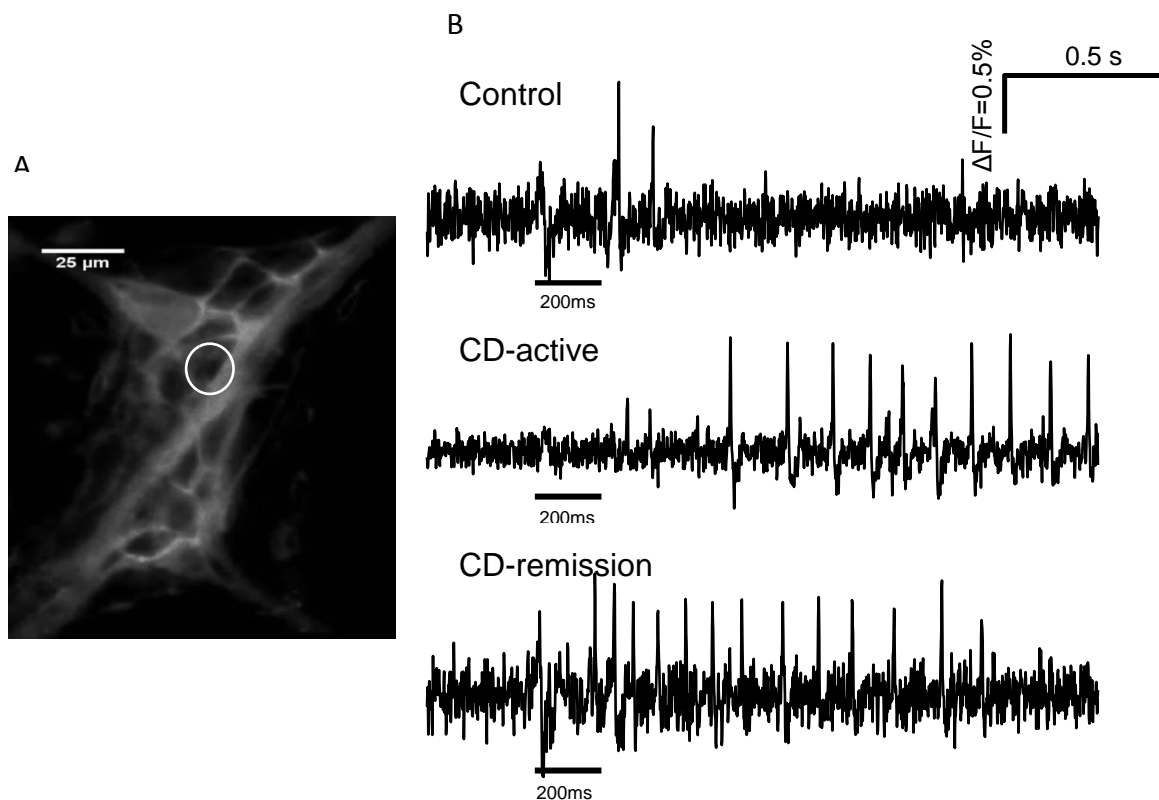 A
25 µm
B
0.5 s
ΔF/F=0.5%
Control
200ms
CD-active
200ms
CD-remission
200ms